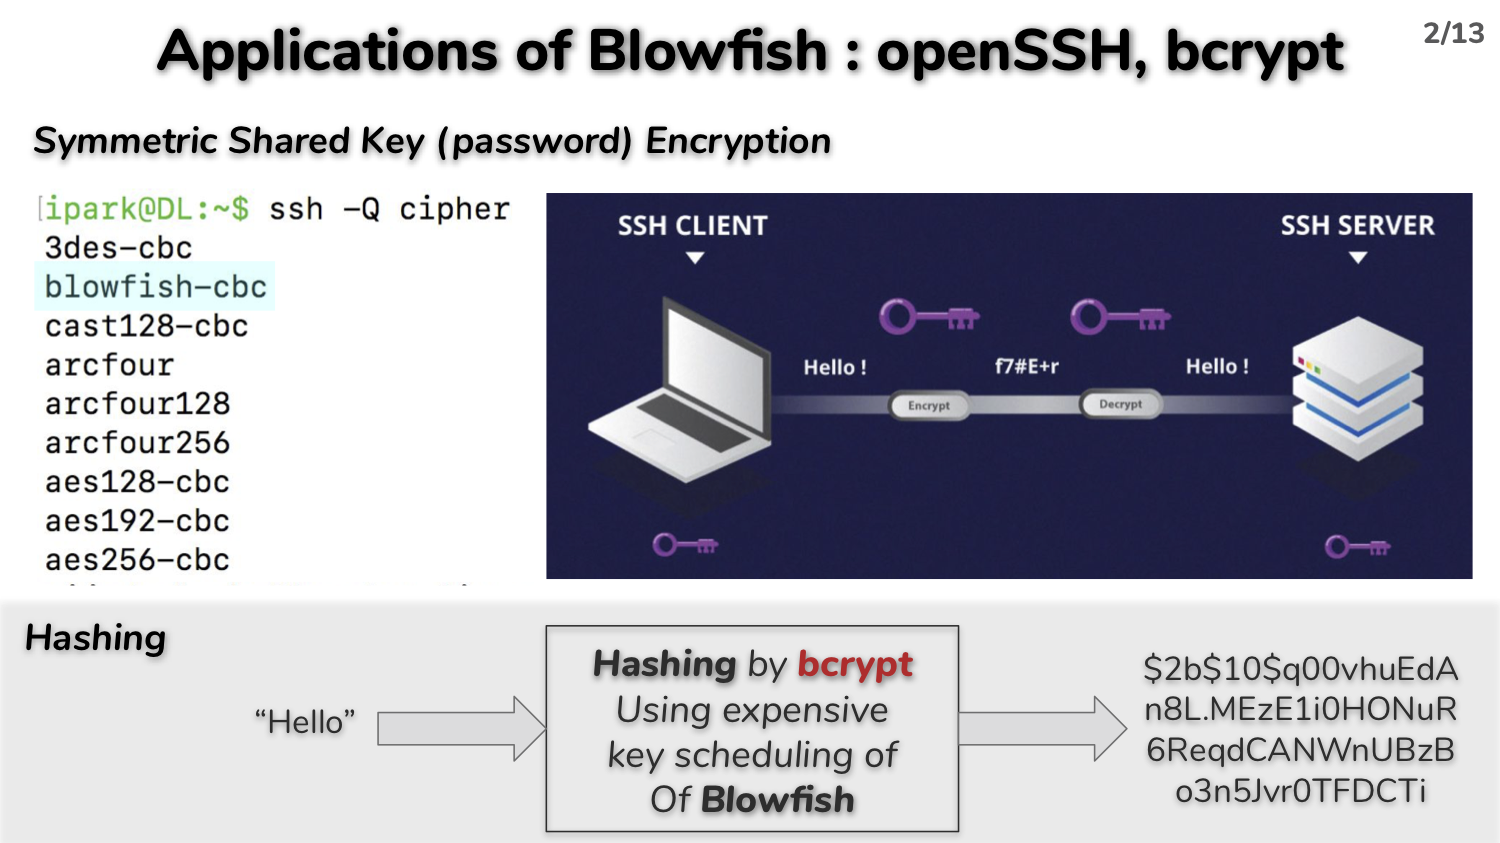 Applications of Blowfish : openSSH, bcrypt
2/13
Symmetric Shared Key (password) Encryption
[ipark@DL:~$ ssh -Q cipher
3des-cbc
blowfish-cbc
cast128-cbc
arcfour
arcfour128
arcfour256
aes128-cbc
aes192-cbc
aes256-cbc
SSH CLIENT
SSH SERVER
Hello !
f7#E+r
Hello !
Encrypt
Decrypt
Hashing
“Hello”
Hashing by bcrypt
Using expensive
key scheduling of
Of Blowfish
$2b$10$q00vhuEdA
n8L.MEzE1i0HONuR
6ReqdCANWnUBzB
o3n5Jvr0TFDCTi